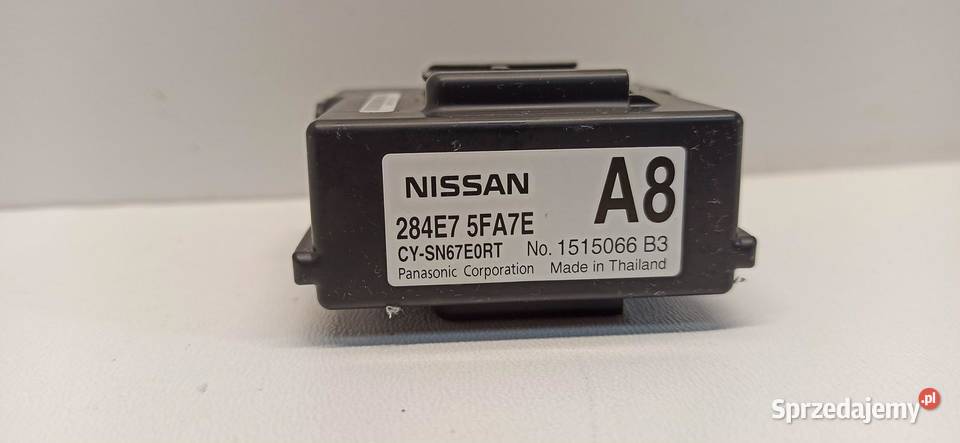 NISSAN A8
284E7 5FA7E
CY-SN67E0RT No. 1515066 B3
Panasonic Corporation Made in Thailand
Sprzedajemy.pl